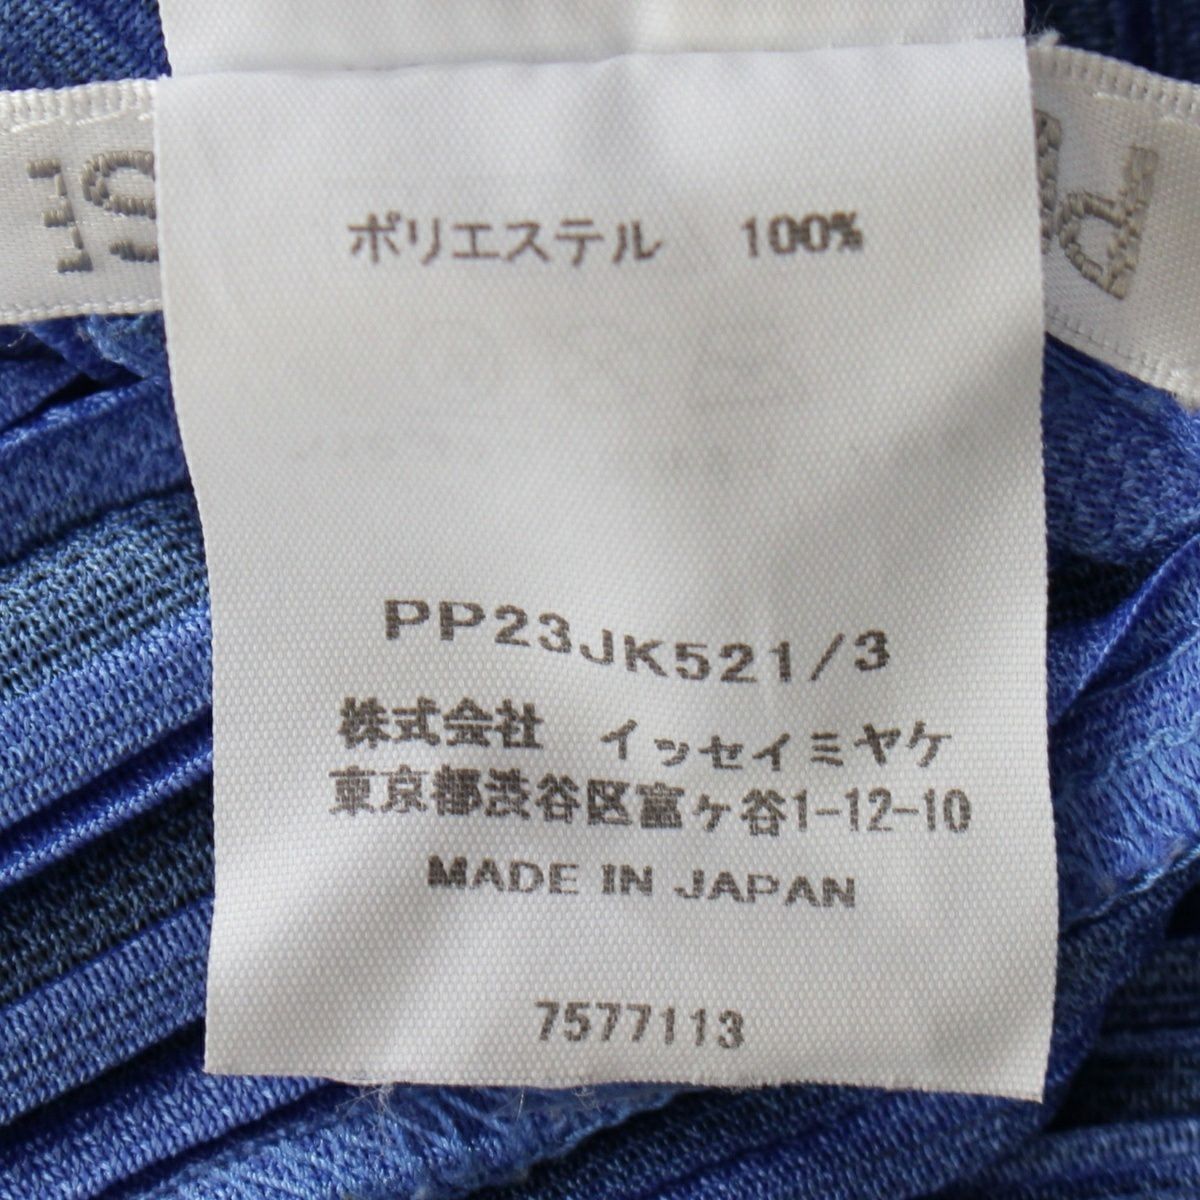 ポリエステル 100%
PP23JK521/3
株式会社 イッセイミヤケ
東京都渋谷区富ヶ谷1-12-10
MADE IN JAPAN
7577113